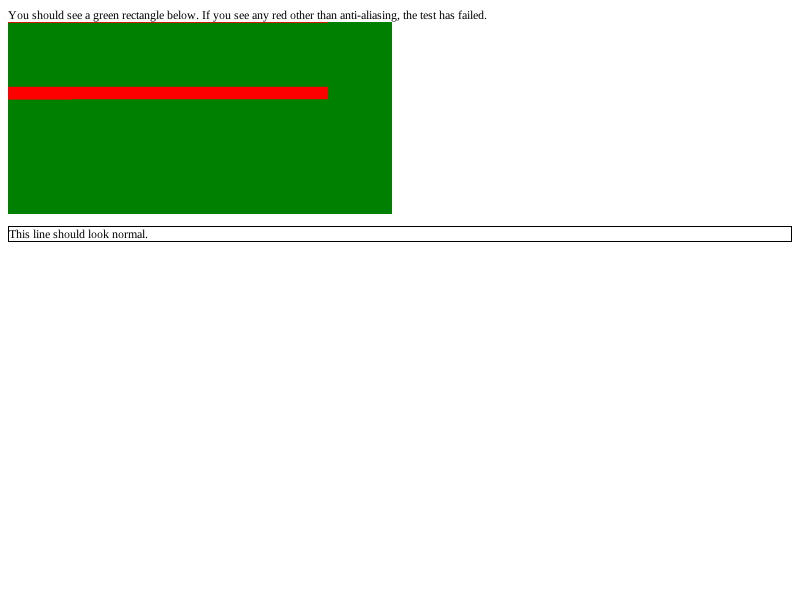 You should see a green rectangle below. If you see any red other than anti-aliasing, the test has failed.
This line should look normal.